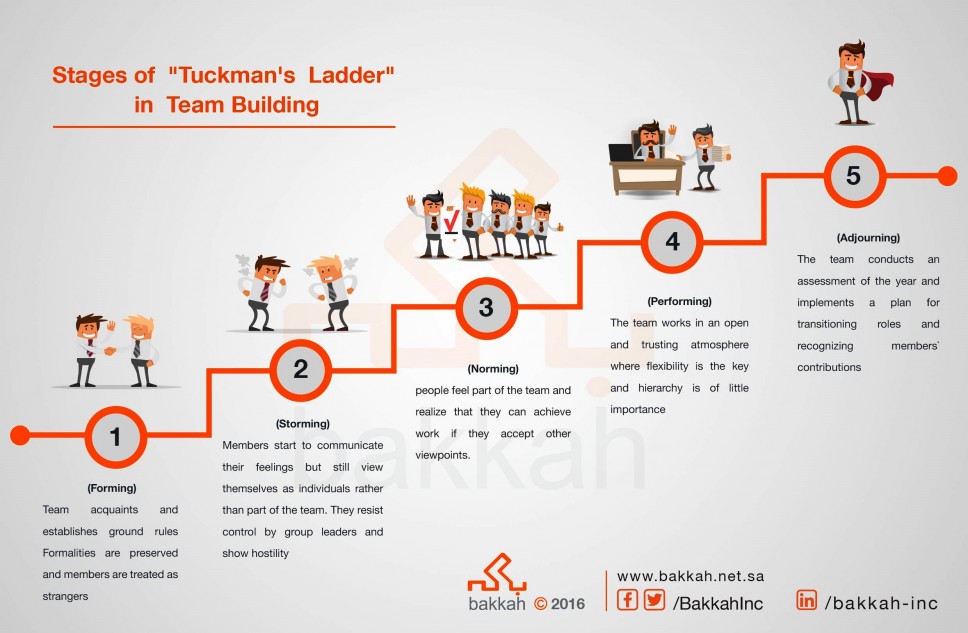 Stages of "Tuckman's Ladder"
in Team Building
1
(Forming)
Team acquaints and
establishes ground rules
Formalities are preserved
and members are treated as
strangers
2
(Storming)
Members start to communicate
their feelings but still view
themselves as individuals rather
than part of the team. They resist
control by group leaders and
show hostility
3
(Norming)
people feel part of the team and
realize that they can achieve
work if they accept other
viewpoints.
4
(Performing)
The team works in an open
and trusting atmosphere
where flexibility is the key
and hierarchy is of little
importance
5
(Adjourning)
The team conducts an
assessment of the year and
implements a plan for
transitioning roles and
recognizing members`
contributions
bakkah
بكه
bakkah © 2016
www.bakkah.net.sa
/BakkahInc
/bakkah-inc